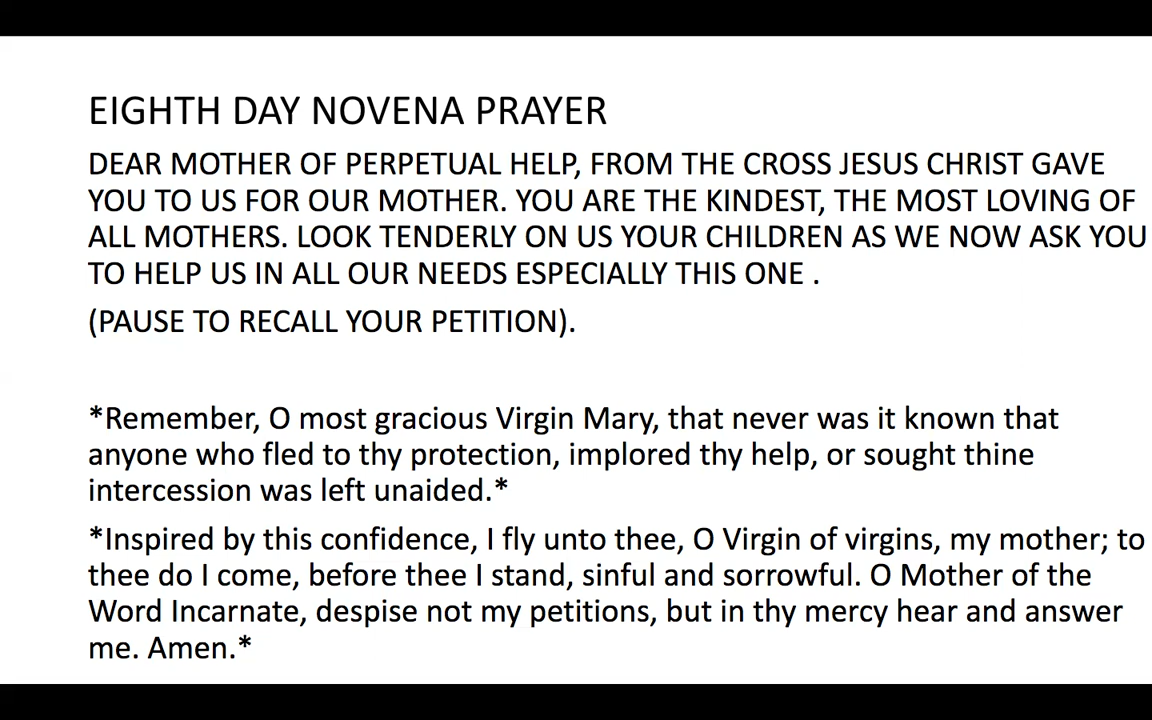 EIGHTH DAY NOVENA PRAYER
DEAR MOTHER OF PERPETUAL HELP, FROM THE CROSS JESUS CHRIST GAVE
YOU TO US FOR OUR MOTHER. YOU ARE THE KINDEST, THE MOST LOVING OF
ALL MOTHERS. LOOK TENDERLY ON US YOUR CHILDREN AS WE NOW ASK YOU
TO HELP US IN ALL OUR NEEDS ESPECIALLY THIS ONE .
(PAUSE TO RECALL YOUR PETITION).
*Remember, O most gracious Virgin Mary, that never was it known that
anyone who fled to thy protection, implored thy help, or sought thine
intercession was left unaided.*
*Inspired by this confidence, I fly unto thee, O Virgin of virgins, my mother; to
thee do I come, before thee I stand, sinful and sorrowful. O Mother of the
Word Incarnate, despise not my petitions, but in thy mercy hear and answer
me. Amen.*